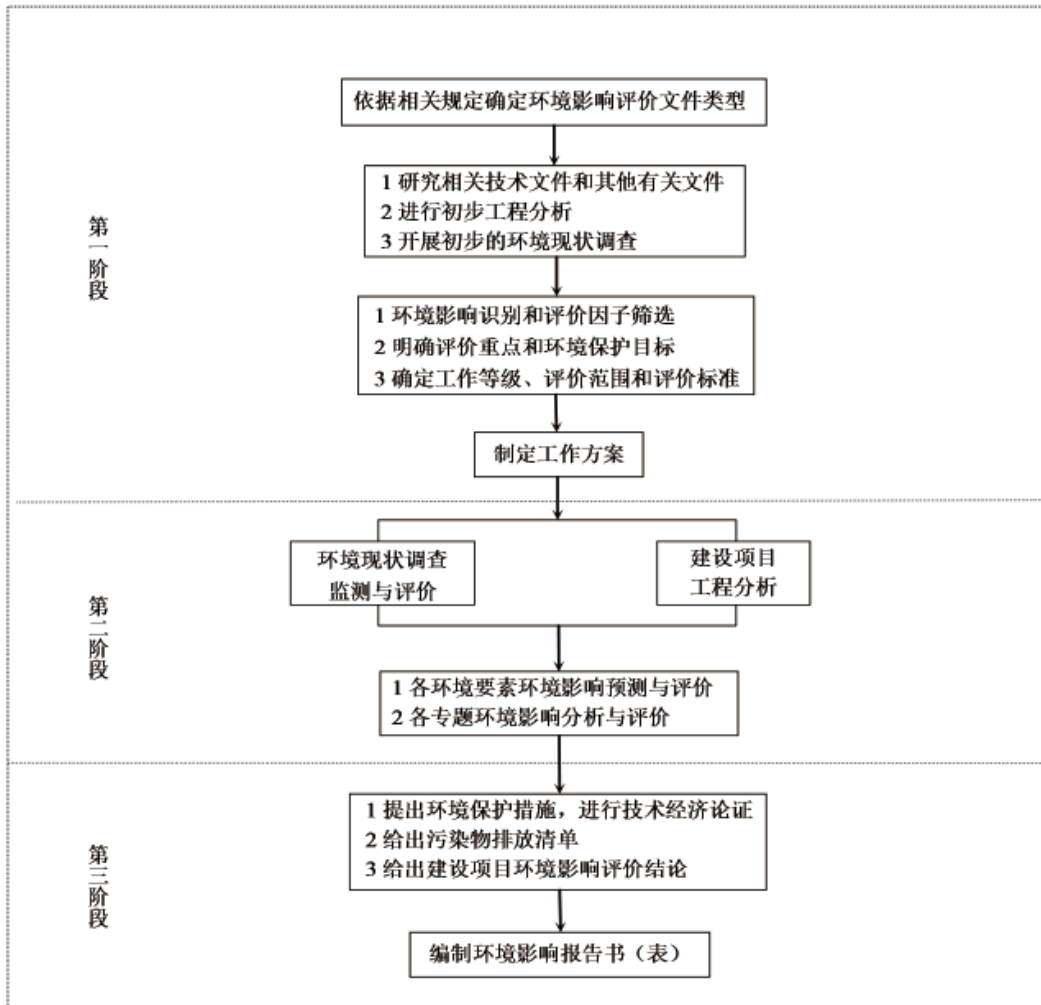 依据相关规定确定环境影响评价文件类型
1 研究相关技术文件和其他有关文件
2 进行初步工程分析
3 开展初步的环境现状调查
第一阶段
1 环境影响识别和评价因子筛选
2 明确评价重点和环境保护目标
3 确定工作等级、评价范围和评价标准
制定工作方案
环境现状调查
监测与评价
建设项目
工程分析
第二阶段
1 各环境要素环境影响预测与评价
2 各专题环境影响分析与评价
1 提出环境保护措施，进行技术经济论证
2 给出污染物排放清单
3 给出建设项目环境影响评价结论
第三阶段
编制环境影响报告书（表）